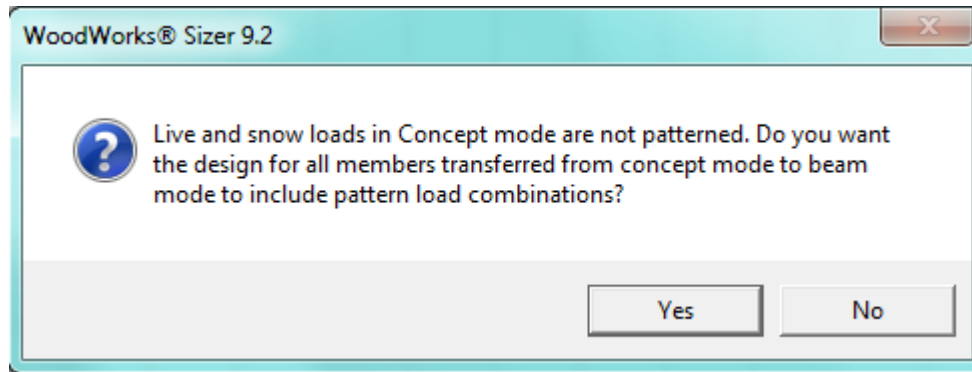 WoodWorks® Sizer 9.2
Live and snow loads in Concept mode are not patterned. Do you want
the design for all members transferred from concept mode to beam
mode to include pattern load combinations?
Yes
No